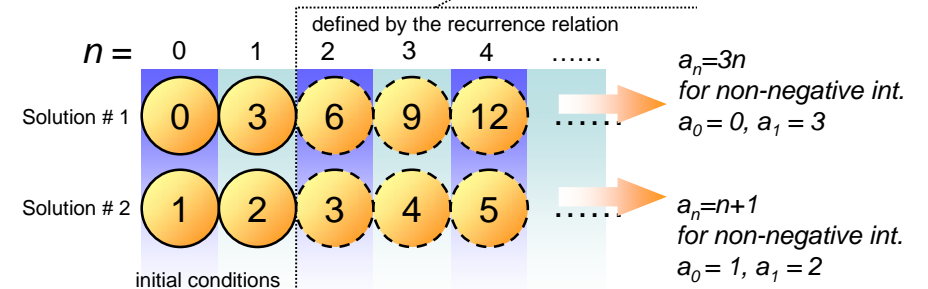 defined by the recurrence relation
n = 0 1 2 3 4 ......
Solution # 1 0 3 6 9 12 ......
a_n=3n
for non-negative int.
a_0 = 0, a_1 = 3
Solution # 2 1 2 3 4 5 ......
a_n=n+1
for non-negative int.
a_0 = 1, a_1 = 2
initial conditions